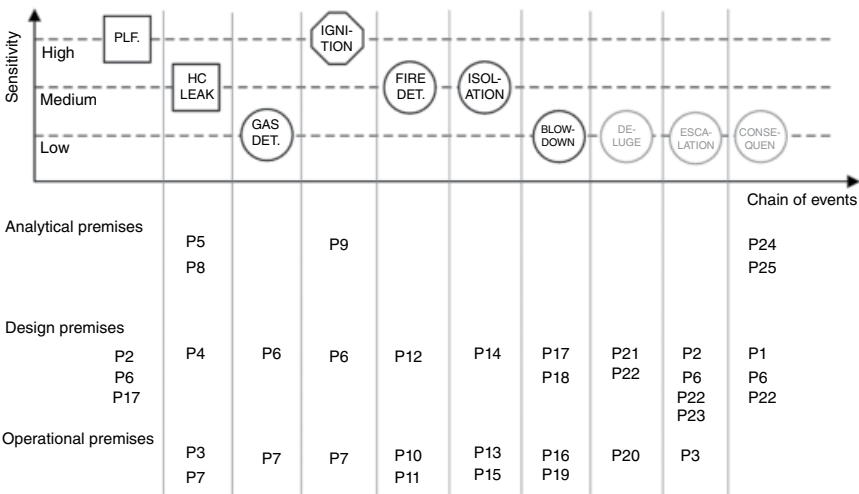 Sensitivity
High
Medium
Low
PLF.
HC
LEAK
GAS
DET.
IGNI-
TION
FIRE
DET.
ISOL-
ATION
BLOW-
DOWN
DE-
LUGE
ESCA-
LATION
CONSE-
QUEN
Chain of events
Analytical premises
P5 P9 P24
P8 P25
Design premises
P2 P4 P6 P6 P12 P14 P17 P21 P2 P1
P6 P18 P22 P6 P6
P17 P22 P22
P23
Operational premises
P3 P7 P7 P10 P13 P16 P20 P3
P7 P11 P15 P19